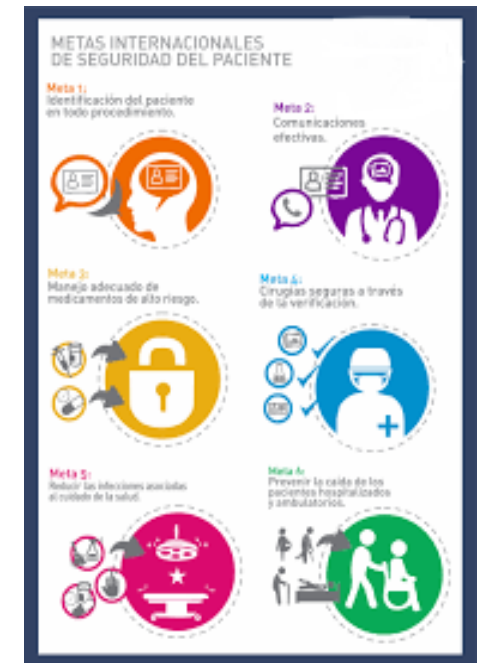 METAS INTERNACIONALES
DE SEGURIDAD DEL PACIENTE
Meta 1:
Identificación del paciente
en todo procedimiento.
Meta 2:
Comunicaciones
efectivas.
Meta 3:
Manejo adecuado de
medicamentos de alto riesgo.
Meta 4:
Cirugías seguras a través
de la verificación.
Meta 5:
Reducir las infecciones asociadas
al cuidado de la salud.
Meta 6:
Prevenir la caída de los
pacientes hospitalizados
y ambulatorios.